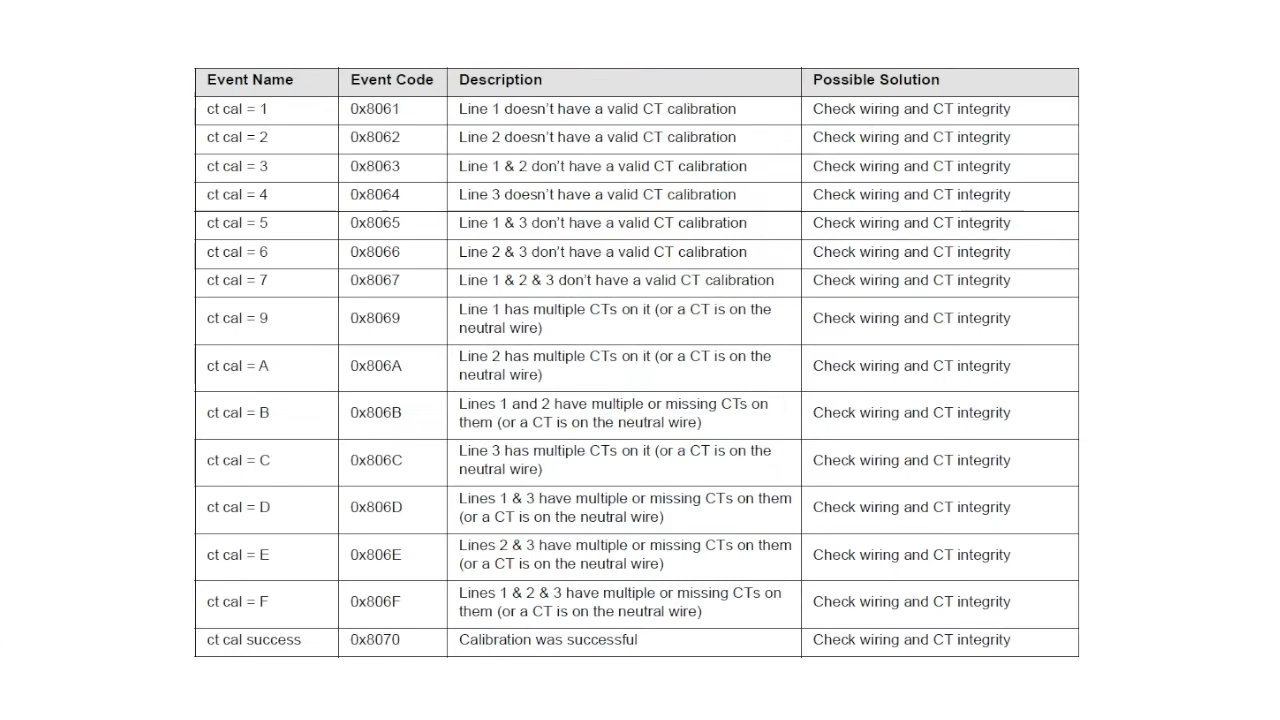 Event Name Event Code Description Possible Solution
ct cal = 1 0x8061 Line 1 doesn't have a valid CT calibration Check wiring and CT integrity
ct cal = 2 0x8062 Line 2 doesn't have a valid CT calibration Check wiring and CT integrity
ct cal = 3 0x8063 Line 1 & 2 don't have a valid CT calibration Check wiring and CT integrity
ct cal = 4 0x8064 Line 3 doesn't have a valid CT calibration Check wiring and CT integrity
ct cal = 5 0x8065 Line 1 & 3 don't have a valid CT calibration Check wiring and CT integrity
ct cal = 6 0x8066 Line 2 & 3 don't have a valid CT calibration Check wiring and CT integrity
ct cal = 7 0x8067 Line 1 & 2 & 3 don't have a valid CT calibration Check wiring and CT integrity
ct cal = 9 0x8069 Line 1 has multiple CTs on it (or a CT is on the
neutral wire) Check wiring and CT integrity
ct cal = A 0x806A Line 2 has multiple CTs on it (or a CT is on the
neutral wire) Check wiring and CT integrity
ct cal = B 0x806B Lines 1 and 2 have multiple or missing CTs on
them (or a CT is on the neutral wire) Check wiring and CT integrity
ct cal = C 0x806C Line 3 has multiple CTs on it (or a CT is on the
neutral wire) Check wiring and CT integrity
ct cal = D 0x806D Lines 1 & 3 have multiple or missing CTs on them
(or a CT is on the neutral wire) Check wiring and CT integrity
ct cal = E 0x806E Lines 2 & 3 have multiple or missing CTs on them
(or a CT is on the neutral wire) Check wiring and CT integrity
ct cal = F 0x806F Lines 1 & 2 & 3 have multiple or missing CTs on
them (or a CT is on the neutral wire) Check wiring and CT integrity
ct cal success 0x8070 Calibration was successful Check wiring and CT integrity